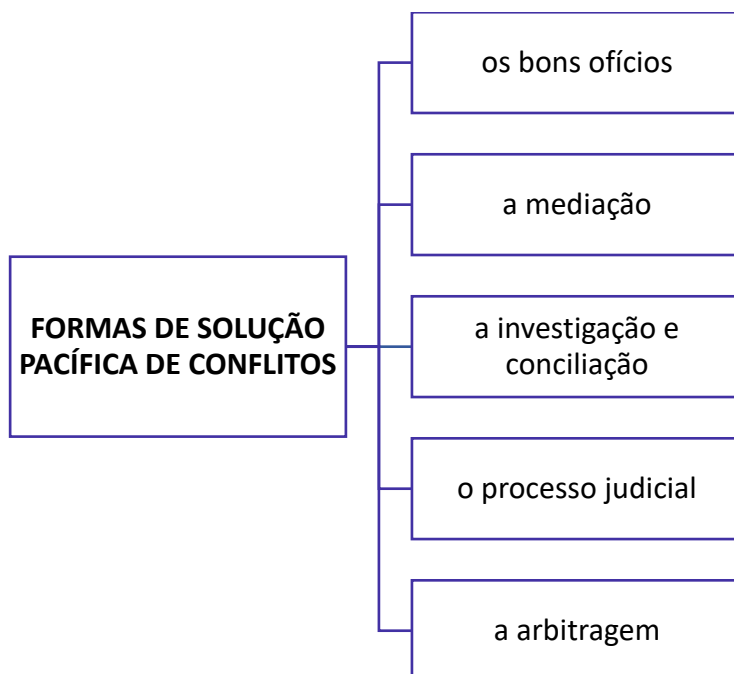 FORMAS DE SOLUÇÃO
PACÍFICA DE CONFLITOS
os bons ofícios
a mediação
a investigação e
conciliação
o processo judicial
a arbitragem